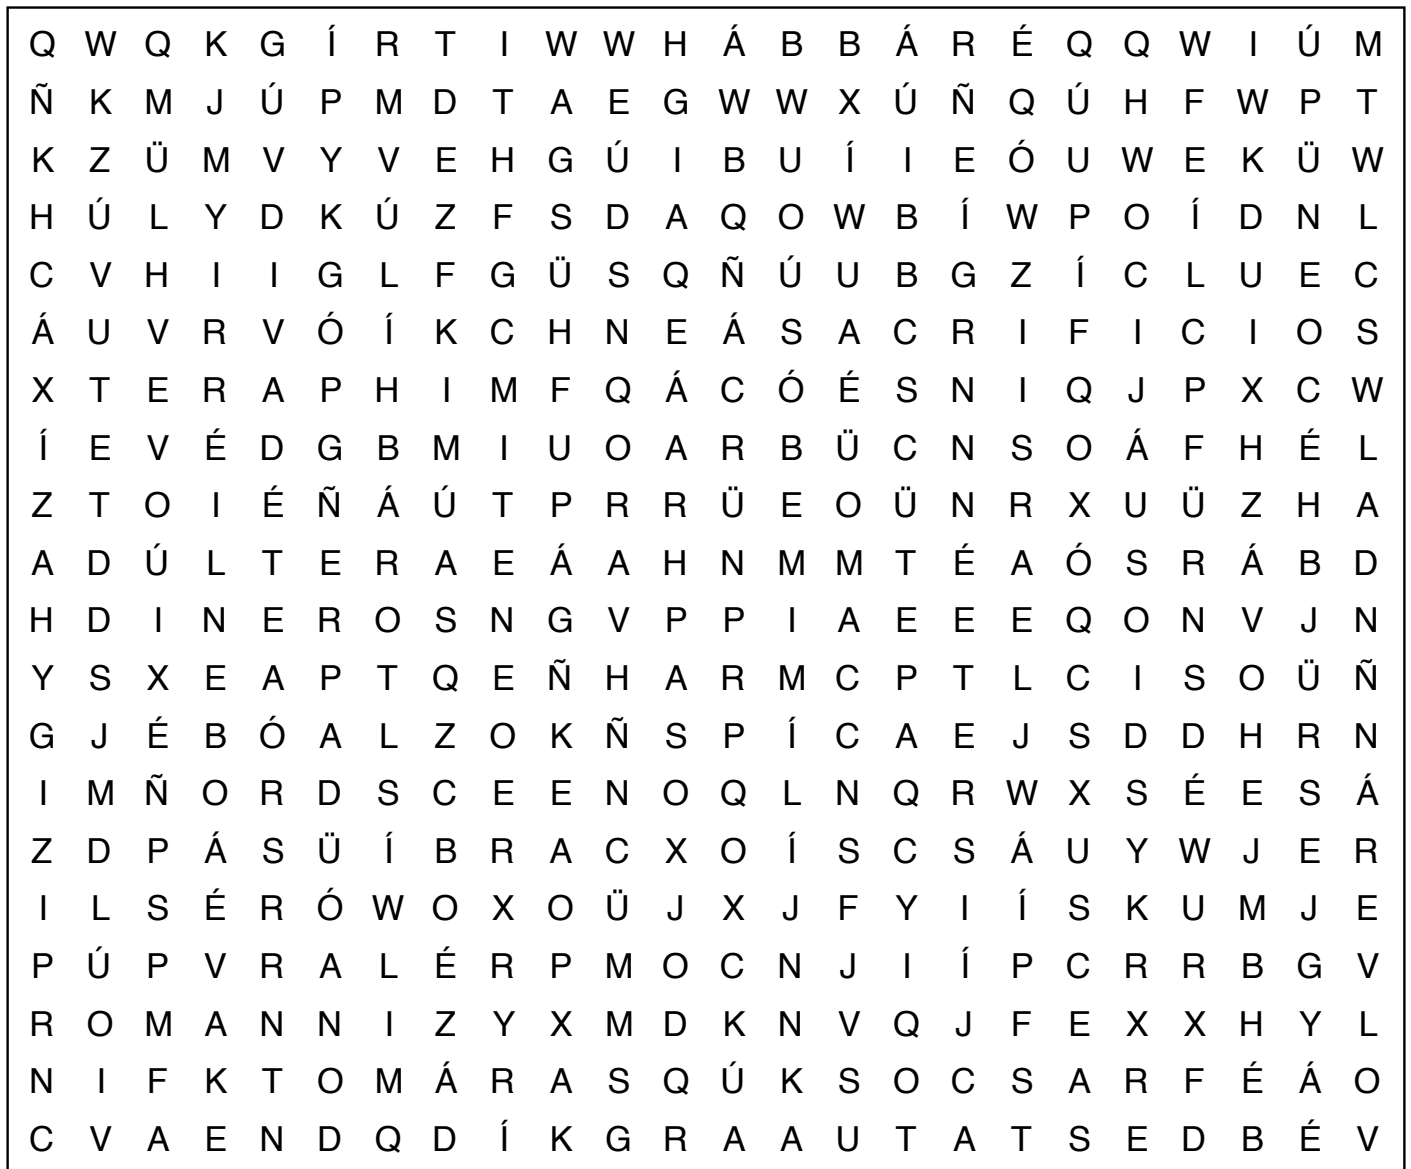 Q W Q K G Í R T I W W H Á B B Á R É Q Q W I Ú M
Ñ K M J Ú P M D T A E G W W X Ú Ñ Q Ú H F W P T
K Z Ü M V Y V E H G Ú I B U Í I E Ó U W E K Ü W
H Ú L Y D K Ú Z F S D A Q O W B Í W P O Í D N L
C V H I I G L F G Ü S Q Ñ Ú U B G Z Í C L U E C
Á U V R V Ó Í K C H N E Á S A C R I F I C I O S
X T E R A P H I M F Q Á C Ó É S N I Q J P X C W
Í E V É D G B M I U O A R B Ü C N S O Á F H É L
Z T O I É Ñ Á Ú T P R R Ü E O Ü N R X U Ü Z H A
A D Ú L T E R A E Á A H N M M T É A Ó S R Á B D
H D I N E R O S N G V P P I A E E E Q O N V J N
Y S X E A P T Q E Ñ H A R M C P T L C I S O Ü Ñ
G J É B Ó A L Z O K Ñ S P Í C A E J S D D H R N
I M Ñ O R D S C E E N O Q L N Q R W X S É E S Á
Z D P Á S Ü Í B R A C X O Í S C S Á U Y W J E R
I L S É R Ó W O X O Ü J X J F Y I Í S K U M J E
P Ú P V R A L É R P M O C N J I Í P C R R B G V
R O M A N N I Z Y X M D K N V Q J F E X X H Y L
N I F K T O M Á R A S Q Ú K S O C S A R F É Á O
C V A E N D Q D Í K G R A A U T A T S E D B É V